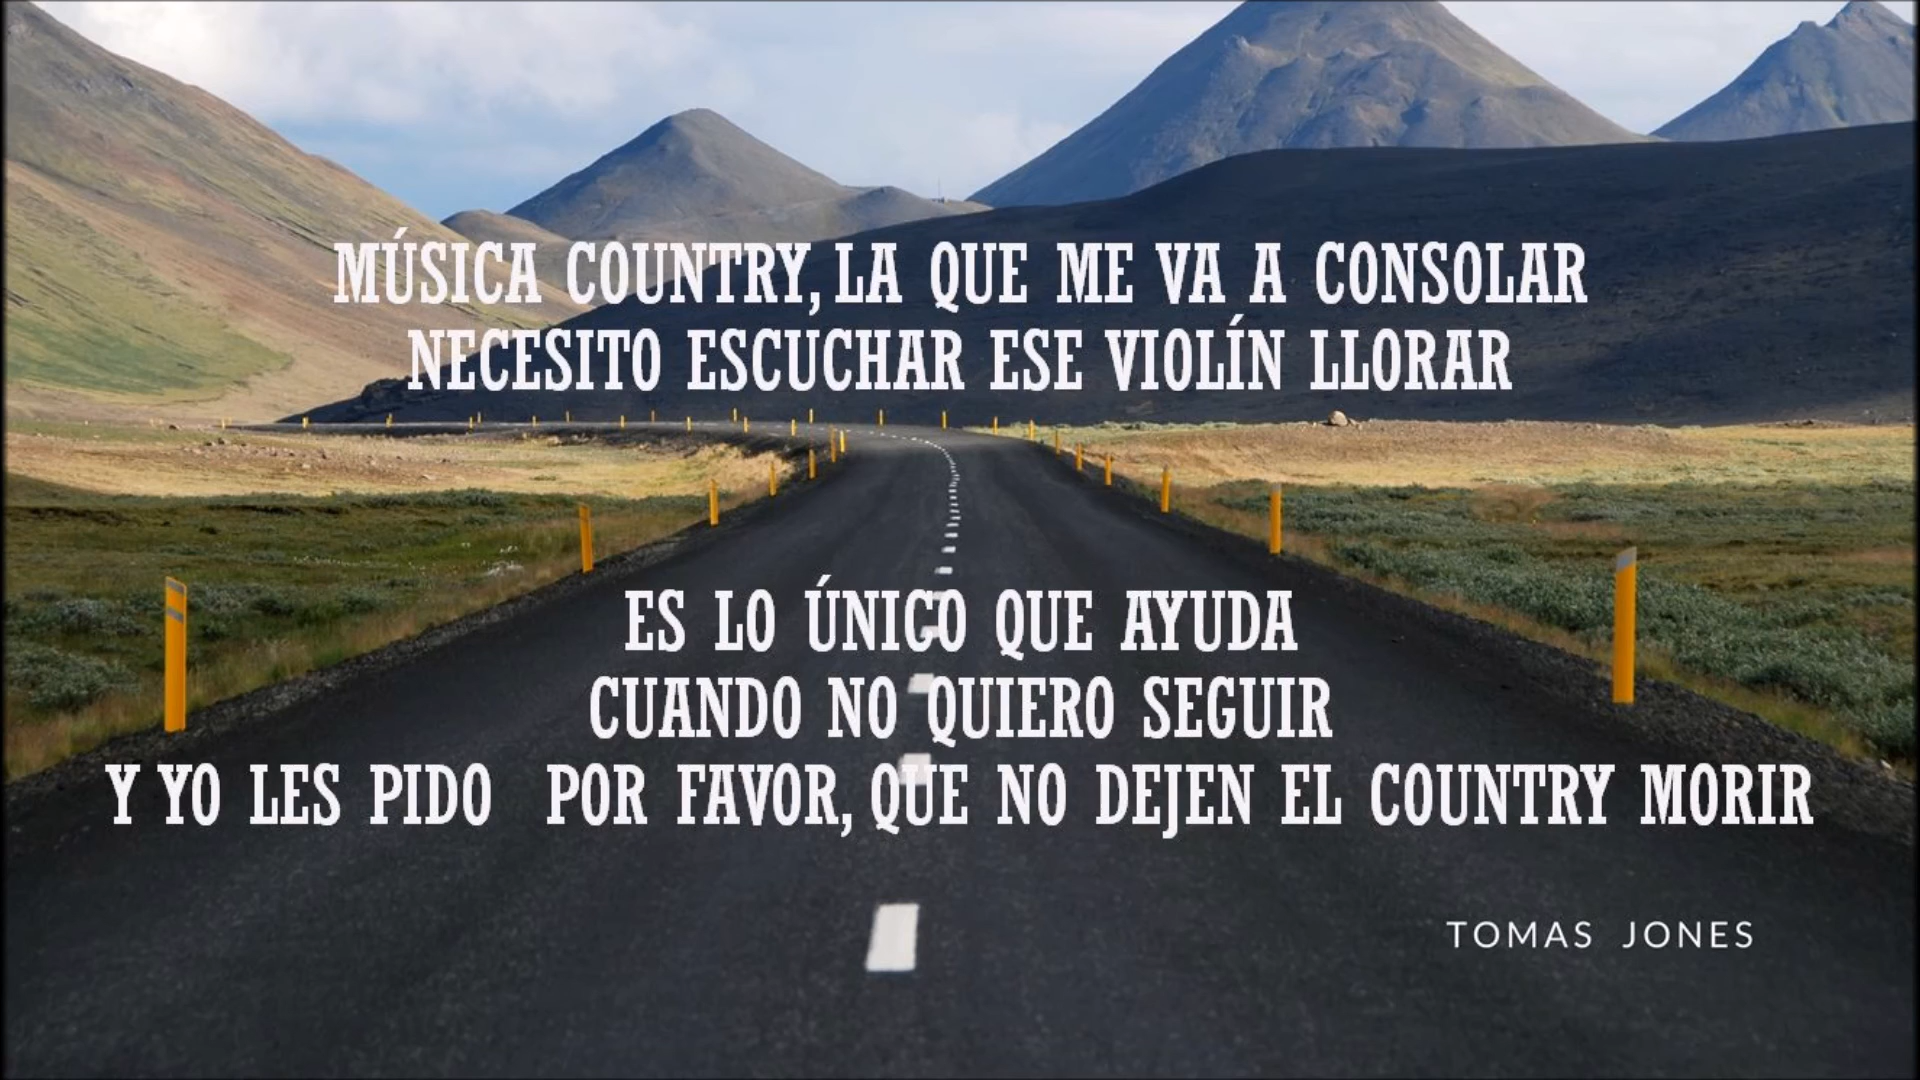 MÚSICA COUNTRY, LA QUE ME VA A CONSOLAR
NECESITO ESCUCHAR ESE VIOLÍN LLORAR
ES LO ÚNICO QUE AYUDA
CUANDO NO QUIERO SEGUIR
Y YO LES PIDO POR FAVOR, QUE NO DEJEN EL COUNTRY MORIR
TOMAS JONES